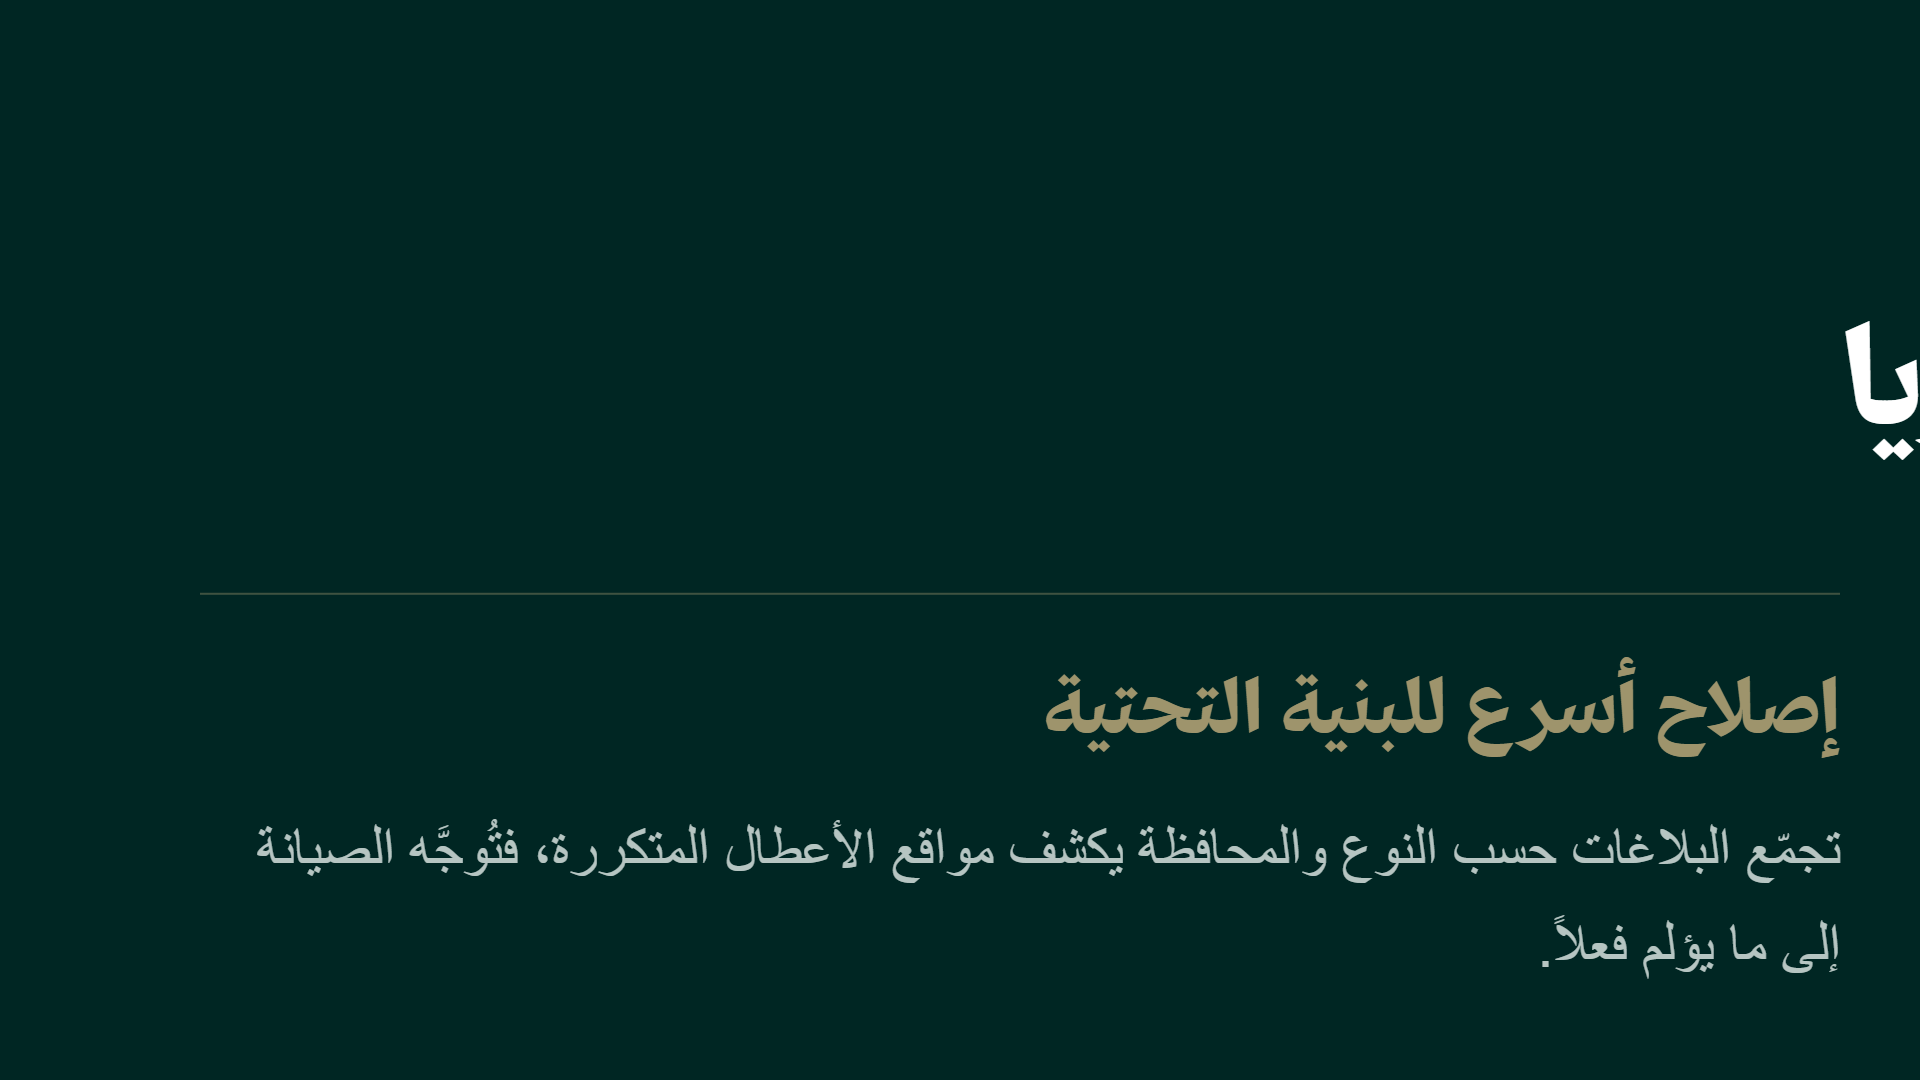 إصلاح أسرع للبنية التحتية
تجمّع البلاغات حسب النوع والمحافظة يكشف مواقع الأعطال المتكررة، فتُوجَّه الصيانة
إلى ما يؤلم فعلاً.